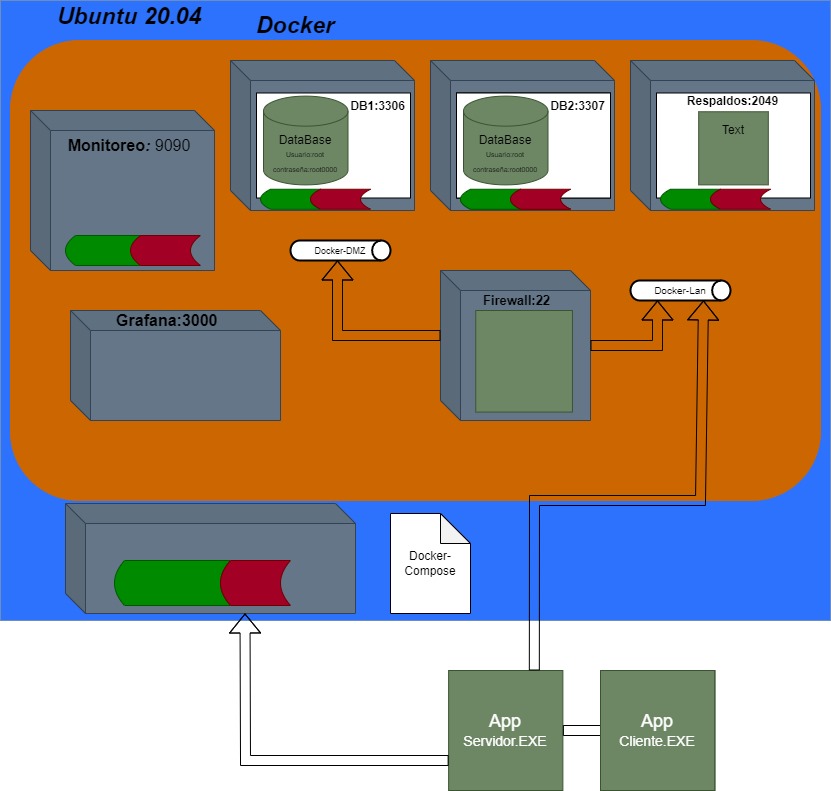 Ubuntu 20.04
Docker
DB1:3306
DataBase
Usuario:root
contraseña:root0000
DB2:3307
DataBase
Usuario:root
contraseña:root0000
Respaldos:2049
Text
Monitoreo: 9090
Docker-DMZ
Docker-Lan
Firewall:22
Grafana:3000
Docker-
Compose
App
Servidor.EXE
App
Cliente.EXE